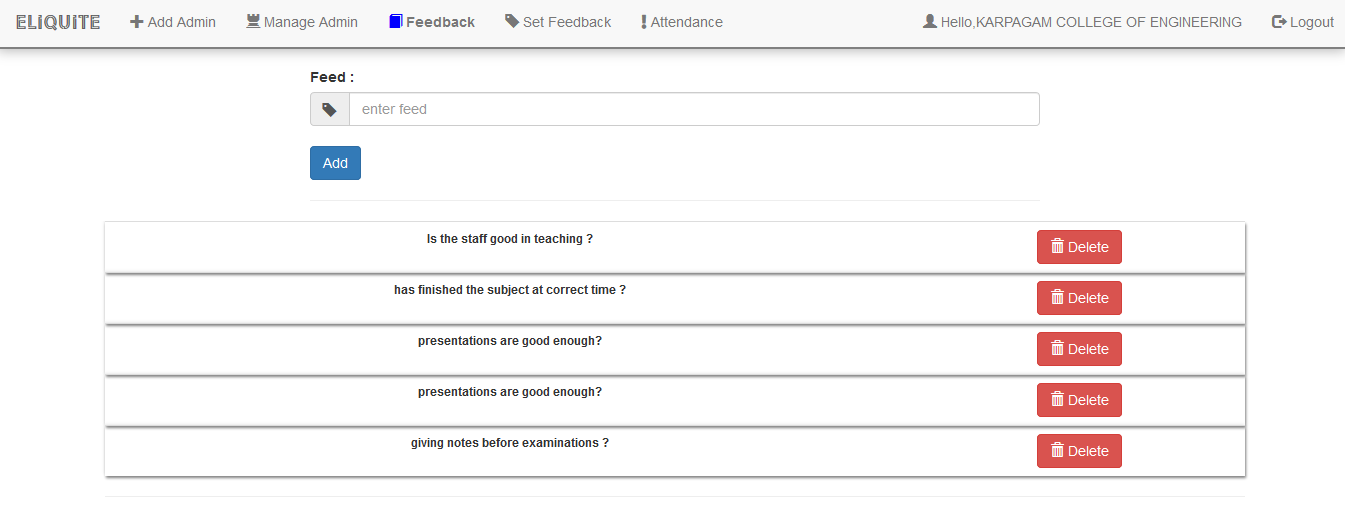 ELIQUITE Add Admin Manage Admin Feedback Set Feedback Attendance Hello,KARPAGAM COLLEGE OF ENGINEERING Logout
Feed :
enter feed
Add
Is the staff good in teaching ? Delete
has finished the subject at correct time ? Delete
presentations are good enough? Delete
presentations are good enough? Delete
giving notes before examinations ? Delete